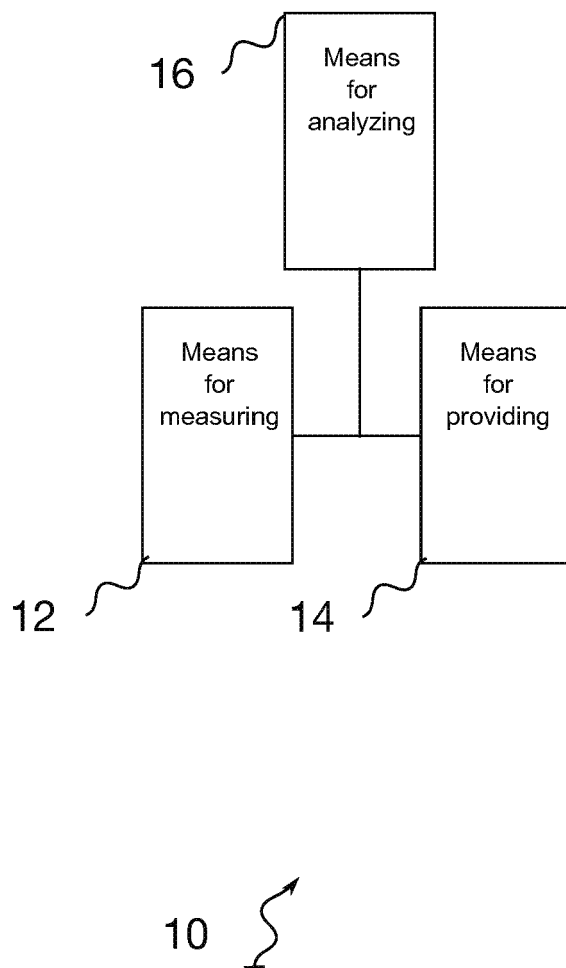 16
Means
for
analyzing
Means
for
measuring
Means
for
providing
12
14
10